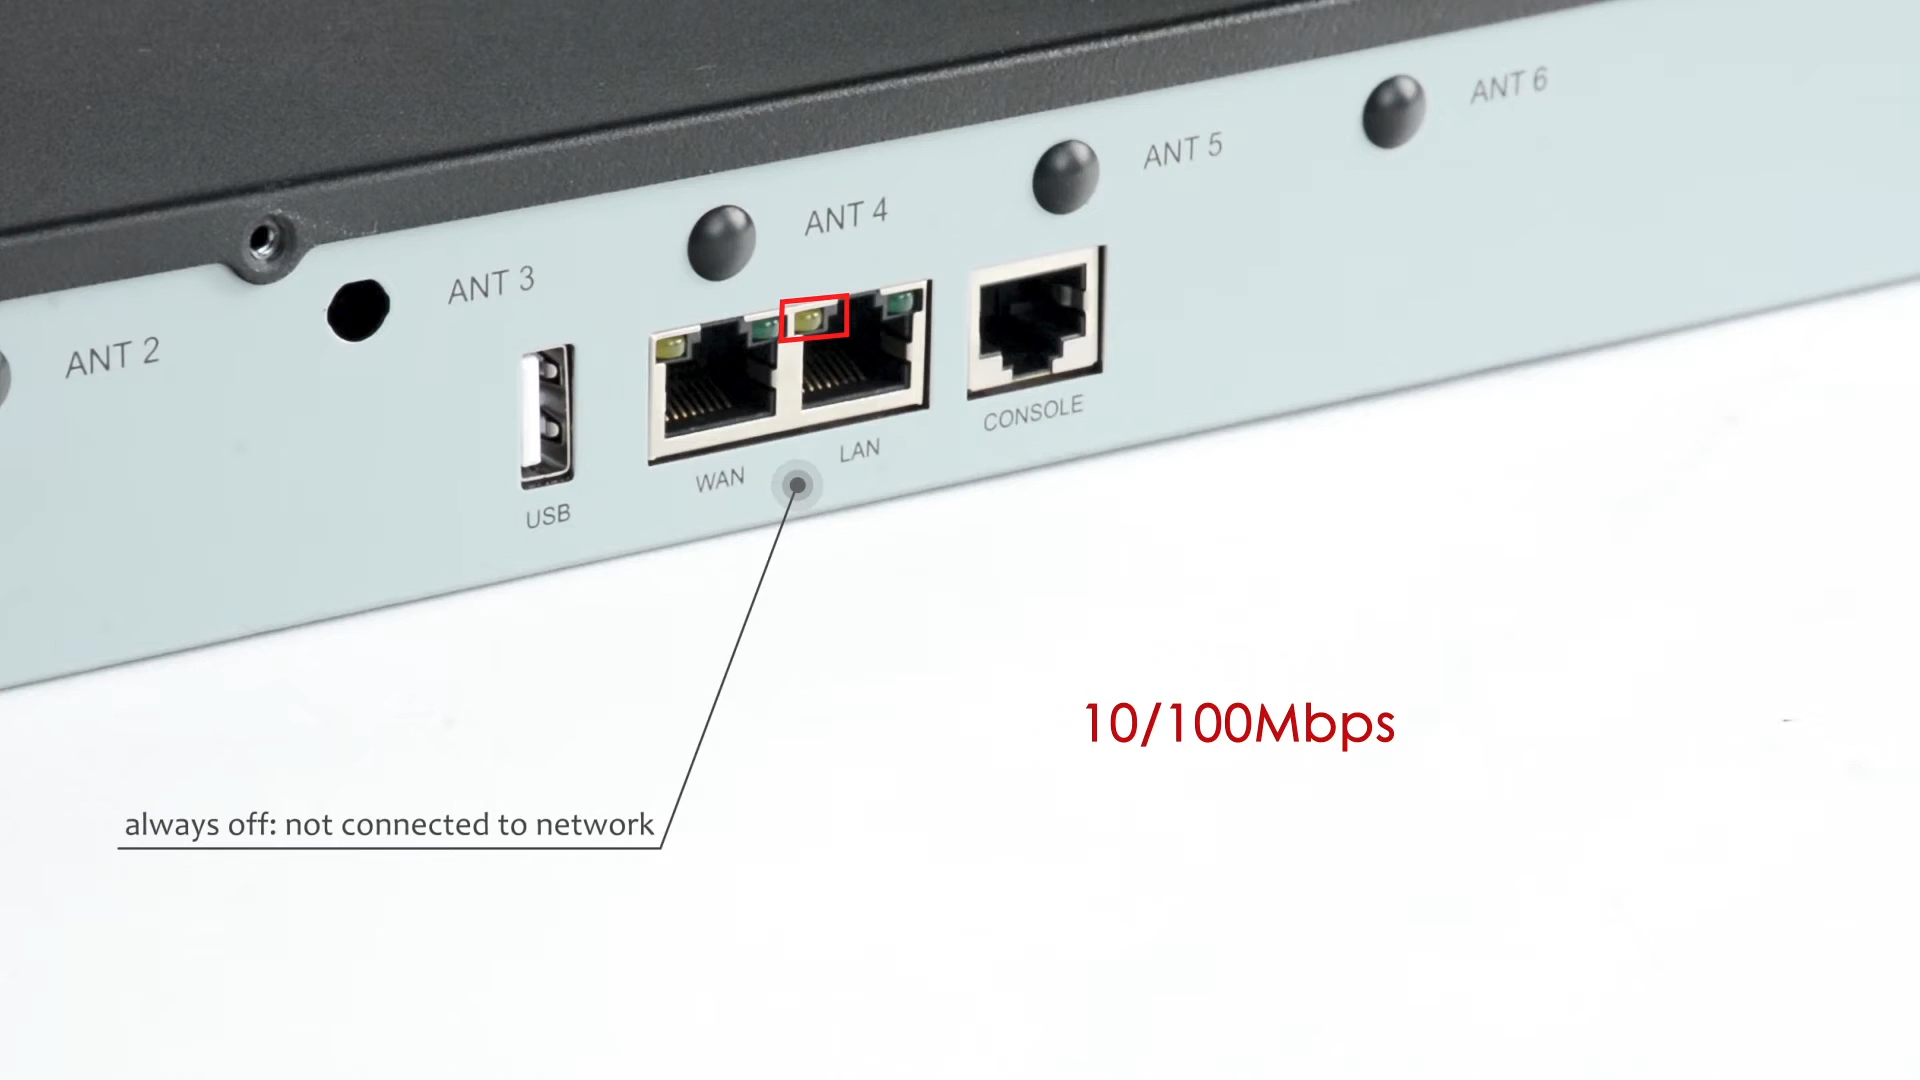 ANT 6
ANT 5
ANT 4
ANT 3
ANT 2
CONSOLE
LAN
WAN
USB
10/100Mbps
always off: not connected to network